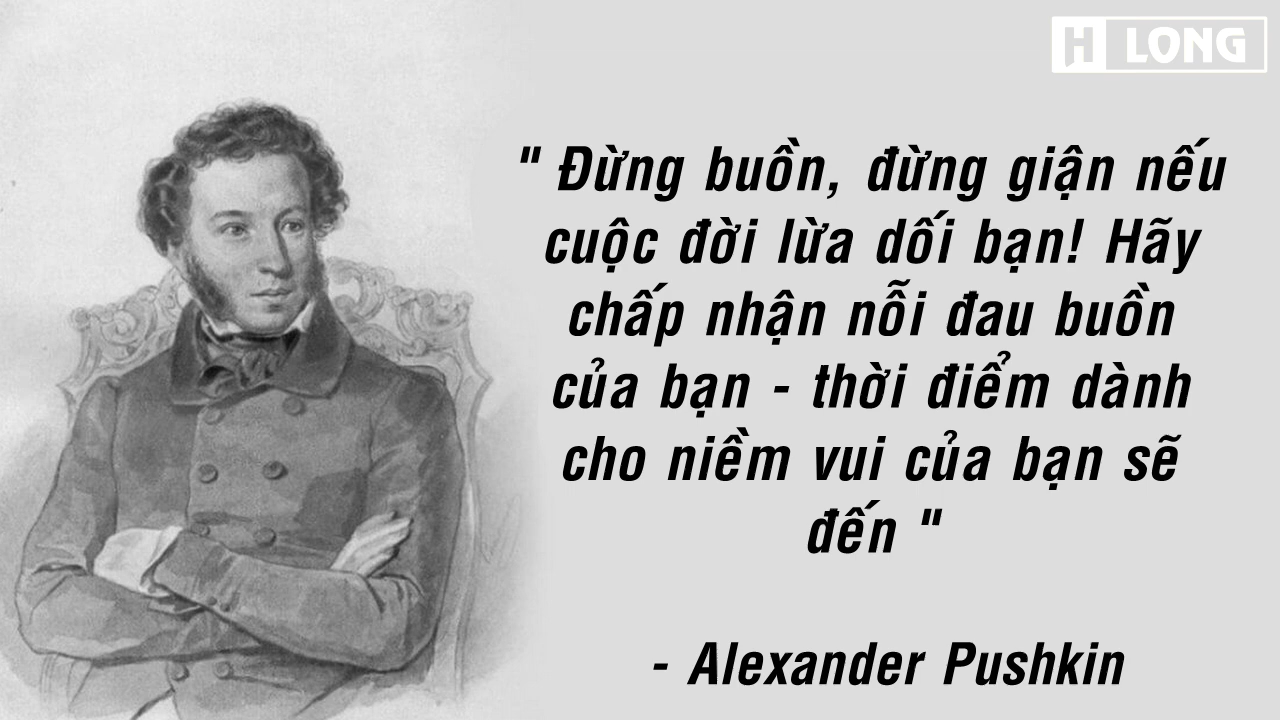 H LONG
" Đừng buồn, đừng giận nếu
cuộc đời lừa dối bạn! Hãy
chấp nhận nỗi đau buồn
của bạn - thời điểm dành
cho niềm vui của bạn sẽ
đến "
- Alexander Pushkin